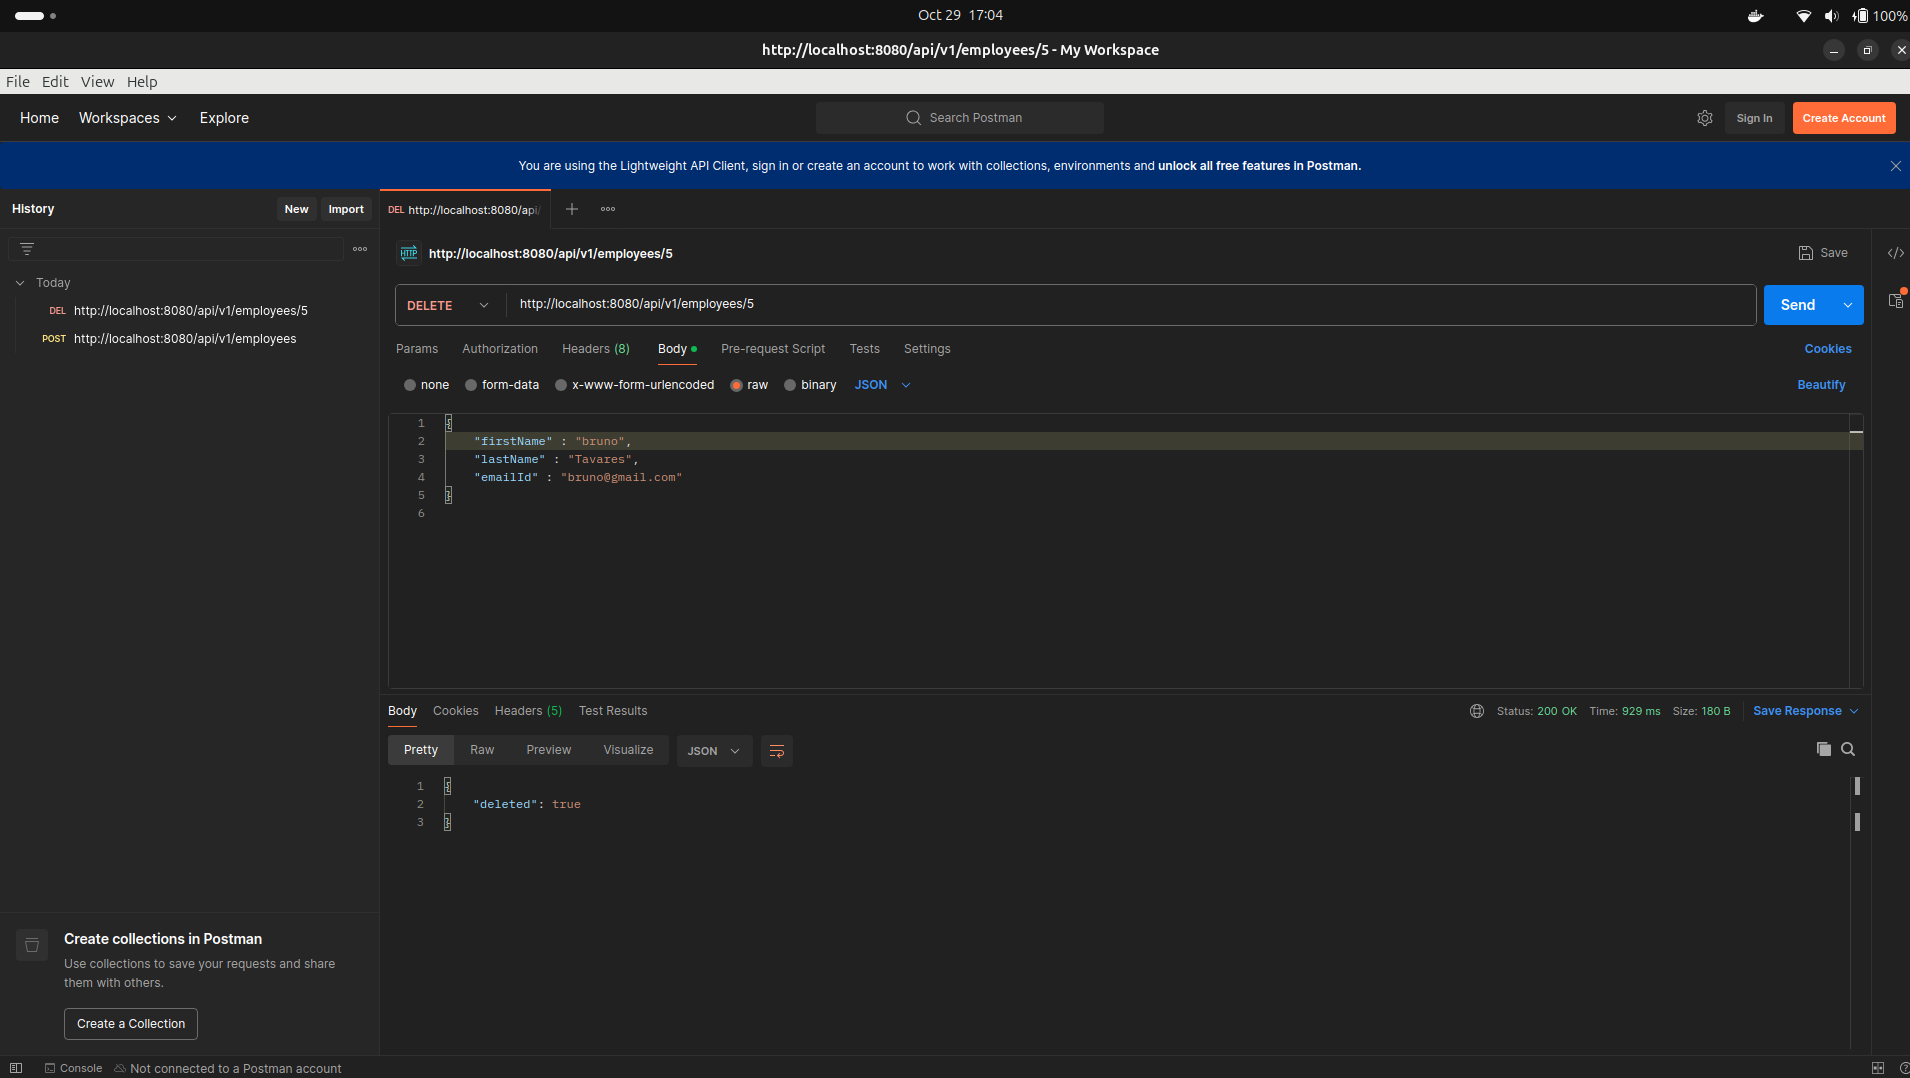 Oct 29 17:04
100%
http://localhost:8080/api/v1/employees/5 - My Workspace
File Edit View Help
Home Workspaces Explore
Search Postman
Sign In
Create Account
You are using the Lightweight API Client, sign in or create an account to work with collections, environments and unlock all free features in Postman.
History
New
Import
DEL http://localhost:8080/api/
HTTP http://localhost:8080/api/v1/employees/5
Save
Today
DEL http://localhost:8080/api/v1/employees/5
POST http://localhost:8080/api/v1/employees
DELETE
http://localhost:8080/api/v1/employees/5
Send
Params Authorization Headers (8) Body Pre-request Script Tests Settings
Cookies
none form-data x-www-form-urlencoded raw binary JSON
Beautify
1 {
2 "firstName" : "bruno",
3 "lastName" : "Tavares",
4 "emailId" : "bruno@gmail.com"
5 }
6
Body Cookies Headers (5) Test Results
Status: 200 OK Time: 929 ms Size: 180 B
Save Response
Pretty Raw Preview Visualize JSON
1 {
2 "deleted": true
3 }
Create collections in Postman
Use collections to save your requests and share
them with others.
Create a Collection
Console Not connected to a Postman account